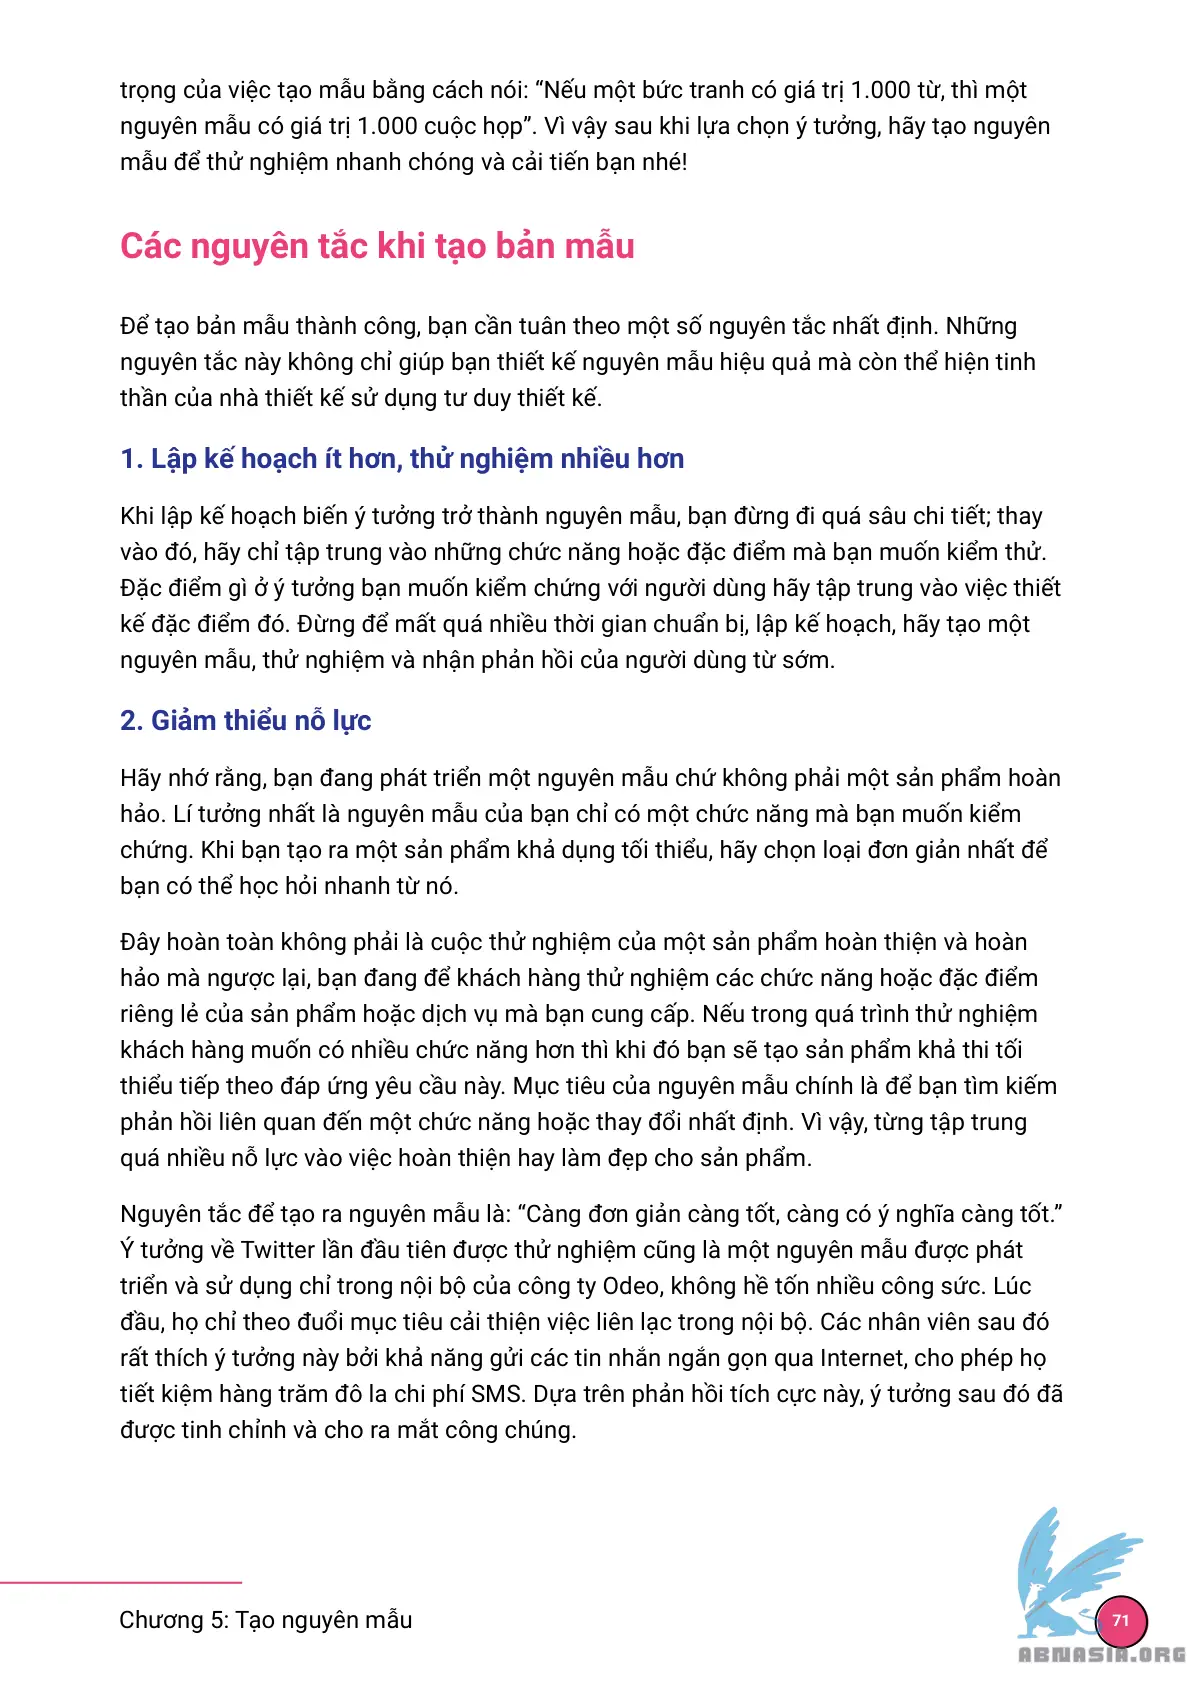 trọng của việc tạo mẫu bằng cách nói: “Nếu một bức tranh có giá trị 1.000 từ, thì một
nguyên mẫu có giá trị 1.000 cuộc họp”. Vì vậy sau khi lựa chọn ý tưởng, hãy tạo nguyên
mẫu để thử nghiệm nhanh chóng và cải tiến bạn nhé!
Các nguyên tắc khi tạo bản mẫu
Để tạo bản mẫu thành công, bạn cần tuân theo một số nguyên tắc nhất định. Những
nguyên tắc này không chỉ giúp bạn thiết kế nguyên mẫu hiệu quả mà còn thể hiện tinh
thần của nhà thiết kế sử dụng tư duy thiết kế.
1. Lập kế hoạch ít hơn, thử nghiệm nhiều hơn
Khi lập kế hoạch biến ý tưởng trở thành nguyên mẫu, bạn đừng đi quá sâu chi tiết; thay
vào đó, hãy chỉ tập trung vào những chức năng hoặc đặc điểm mà bạn muốn kiểm thử.
Đặc điểm gì ở ý tưởng bạn muốn kiểm chứng với người dùng hãy tập trung vào việc thiết
kế đặc điểm đó. Đừng để mất quá nhiều thời gian chuẩn bị, lập kế hoạch, hãy tạo một
nguyên mẫu, thử nghiệm và nhận phản hồi của người dùng từ sớm.
2. Giảm thiểu nỗ lực
Hãy nhớ rằng, bạn đang phát triển một nguyên mẫu chứ không phải một sản phẩm hoàn
hảo. Lí tưởng nhất là nguyên mẫu của bạn chỉ có một chức năng mà bạn muốn kiểm
chứng. Khi bạn tạo ra một sản phẩm khả dụng tối thiểu, hãy chọn loại đơn giản nhất để
bạn có thể học hỏi nhanh từ nó.
Đây hoàn toàn không phải là cuộc thử nghiệm của một sản phẩm hoàn thiện và hoàn
hảo mà ngược lại, bạn đang để khách hàng thử nghiệm các chức năng hoặc đặc điểm
riêng lẻ của sản phẩm hoặc dịch vụ mà bạn cung cấp. Nếu trong quá trình thử nghiệm
khách hàng muốn có nhiều chức năng hơn thì khi đó bạn sẽ tạo sản phẩm khả thi tối
thiểu tiếp theo đáp ứng yêu cầu này. Mục tiêu của nguyên mẫu chính là để bạn tìm kiếm
phản hồi liên quan đến một chức năng hoặc thay đổi nhất định. Vì vậy, từng tập trung
quá nhiều nỗ lực vào việc hoàn thiện hay làm đẹp cho sản phẩm.
Nguyên tắc để tạo ra nguyên mẫu là: “Càng đơn giản càng tốt, càng có ý nghĩa càng tốt.”
Ý tưởng về Twitter lần đầu tiên được thử nghiệm cũng là một nguyên mẫu được phát
triển và sử dụng chỉ trong nội bộ của công ty Odeo, không hề tốn nhiều công sức. Lúc
đầu, họ chỉ theo đuổi mục tiêu cải thiện việc liên lạc trong nội bộ. Các nhân viên sau đó
rất thích ý tưởng này bởi khả năng gửi các tin nhắn ngắn gọn qua Internet, cho phép họ
tiết kiệm hàng trăm đô la chi phí SMS. Dựa trên phản hồi tích cực này, ý tưởng sau đó đã
được tinh chỉnh và cho ra mắt công chúng.
Chương 5: Tạo nguyên mẫu
71
ABNASIA.ORG